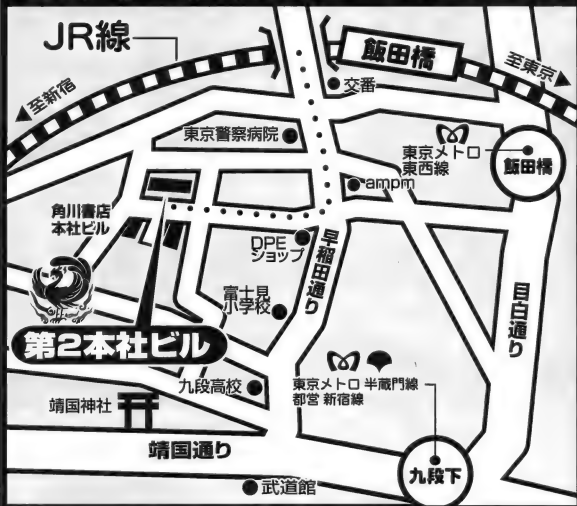 JR線
飯田橋
至東京
至新宿
交番
東京警察病院
東京メトロ
東西線
飯田橋
ampm
角川書店
本社ビル
DPE
ショップ
早稲田通り
富士見
小学校
目白通り
第2本社ビル
九段高校
東京メトロ 半蔵門線
都営 新宿線
靖国神社
靖国通り
九段下
武道館